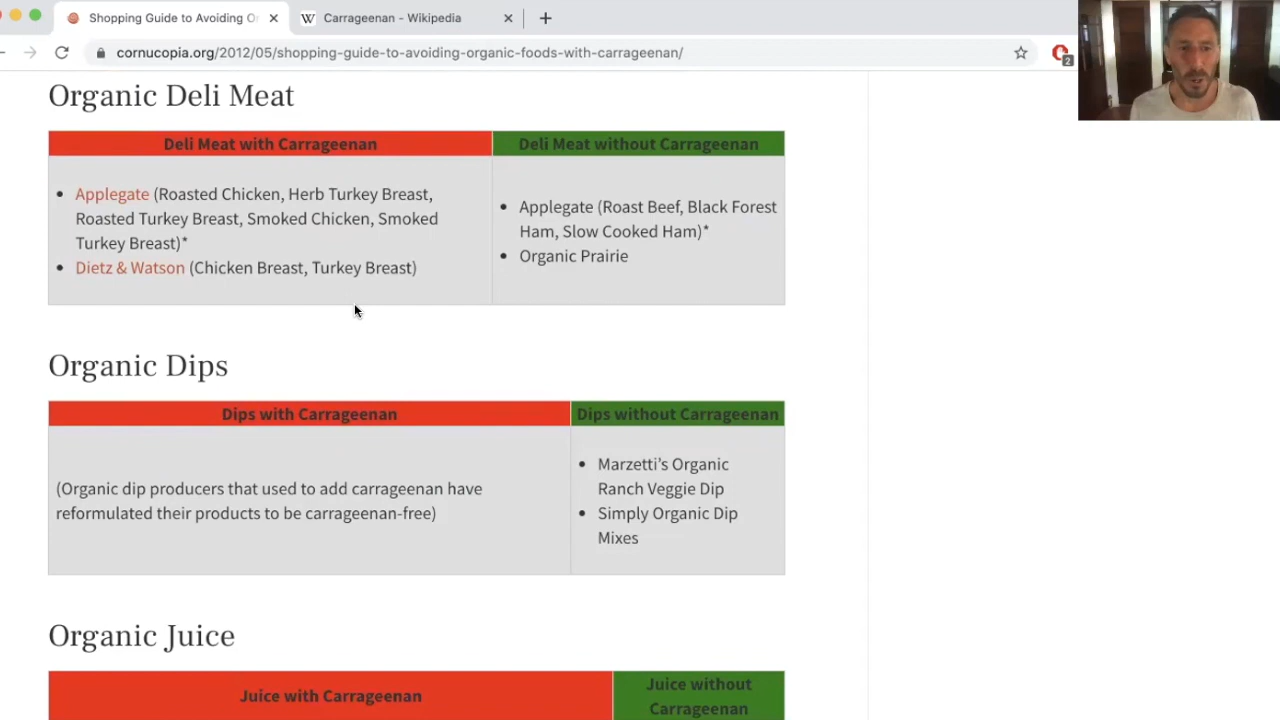 Shopping Guide to Avoiding O
Carrageenan - Wikipedia
cornucopia.org/2012/05/shopping-guide-to-avoiding-organic-foods-with-carrageenan/
2
Organic Deli Meat
Deli Meat with Carrageenan
Deli Meat without Carrageenan
• Applegate (Roasted Chicken, Herb Turkey Breast,
Roasted Turkey Breast, Smoked Chicken, Smoked
Turkey Breast)*
• Dietz & Watson (Chicken Breast, Turkey Breast)
• Applegate (Roast Beef, Black Forest
Ham, Slow Cooked Ham)*
• Organic Prairie
Organic Dips
Dips with Carrageenan
Dips without Carrageenan
(Organic dip producers that used to add carrageenan have
reformulated their products to be carrageenan-free)
• Marzetti’s Organic
Ranch Veggie Dip
• Simply Organic Dip
Mixes
Organic Juice
Juice with Carrageenan
Juice without
Carrageenan